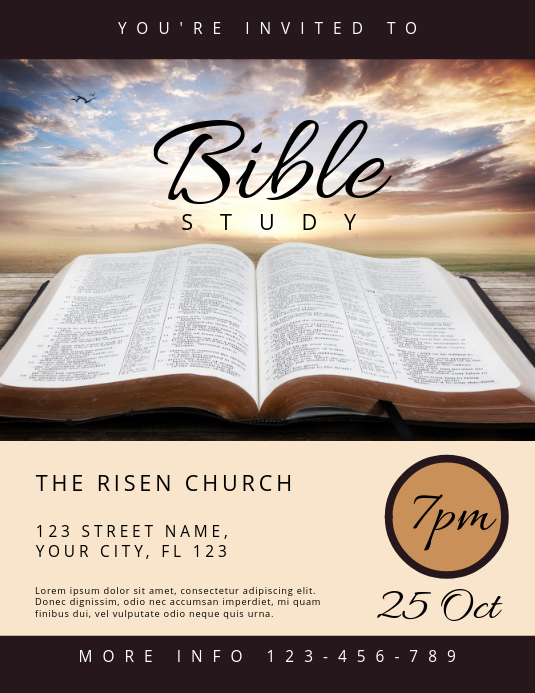 YOU'RE INVITED TO
Bible
STUDY
THE RISEN CHURCH
123 STREET NAME,
YOUR CITY, FL 123
Lorem ipsum dolor sit amet, consectetur adipiscing elit.
Donec dignissim, odio nec accumsan imperdiet, mi quam
finibus dui, vel vulputate odio neque quis urna.
7pm
25 Oct
MORE INFO 123-456-789